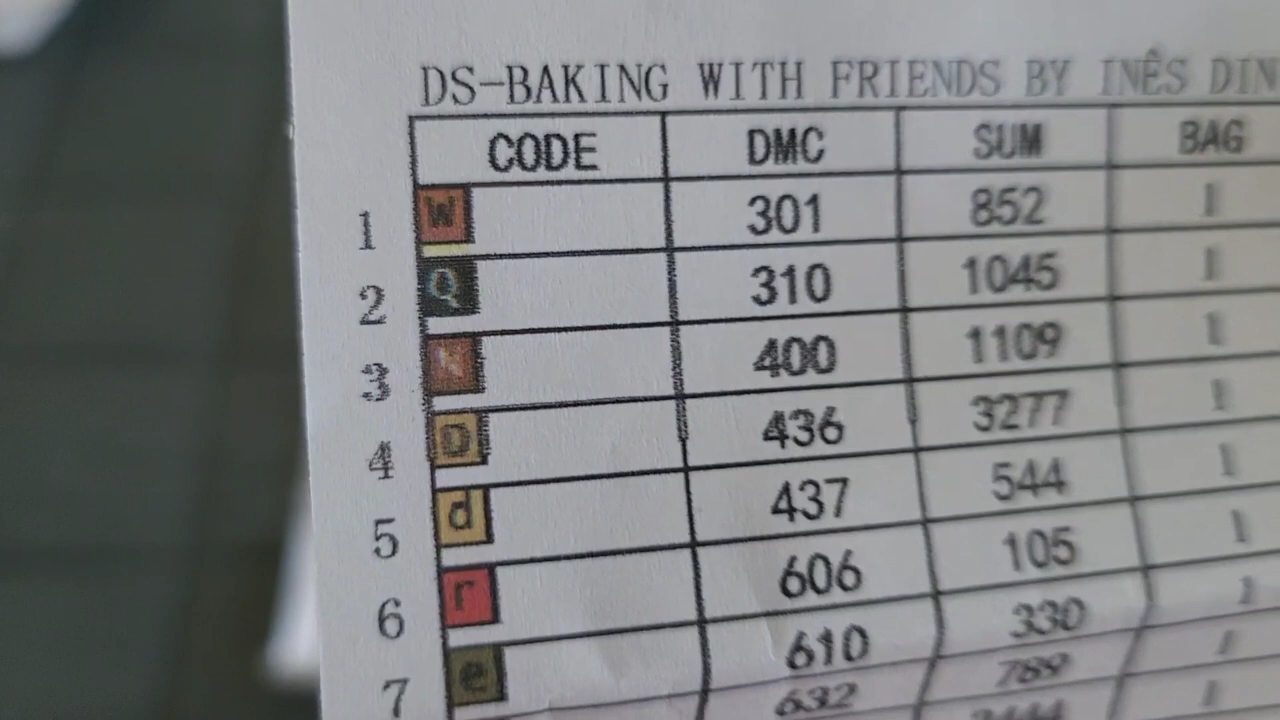 DS-BAKING WITH FRIENDS BY INÊS DIN
CODE DMC SUM BAG
1 W 301 852 1
2 Q 310 1045 1
3 400 1109 1
4 D 436 3277 1
5 d 437 544 1
6 r 606 105 1
7 e 610 330 1
632 789 1
1